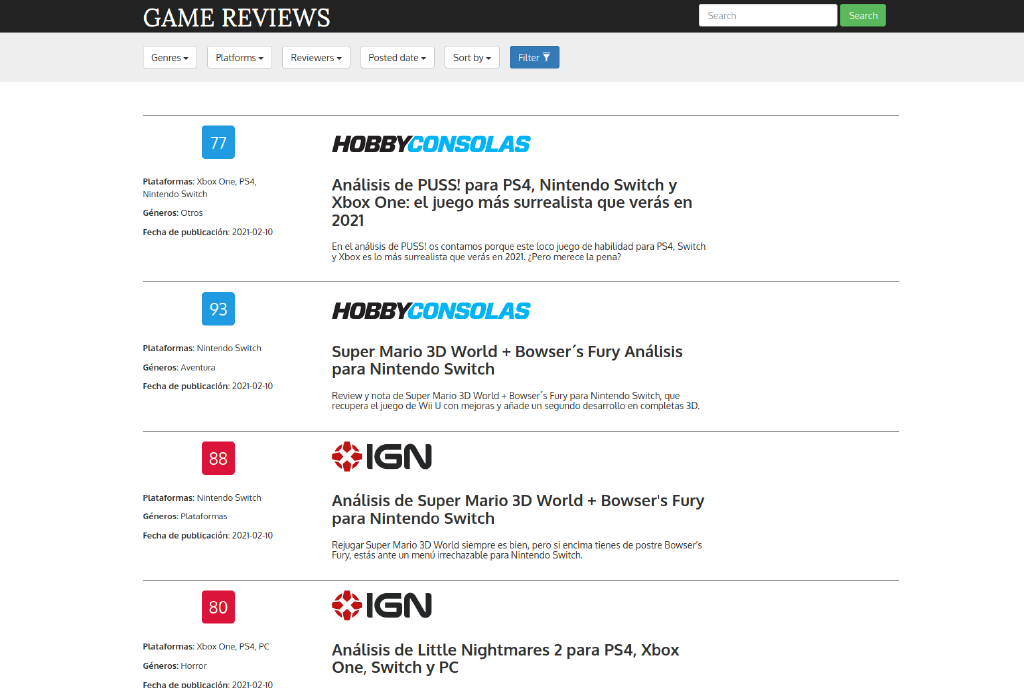 GAME REVIEWS
Search
Search
Genres
Platforms
Reviewers
Posted date
Sort by
Filter
77
Plataformas: Xbox One, PS4,
Nintendo Switch
Géneros: Otros
Fecha de publicación: 2021-02-10
HOBBYCONSOLAS
Análisis de PUSS! para PS4, Nintendo Switch y
Xbox One: el juego más surrealista que verás en
2021
En el análisis de PUSS! os contamos porque este loco juego de habilidad para PS4, Switch
y Xbox es lo más surrealista que verás en 2021. ¿Pero merece la pena?
93
Plataformas: Nintendo Switch
Géneros: Aventura
Fecha de publicación: 2021-02-10
HOBBYCONSOLAS
Super Mario 3D World + Bowser´s Fury Análisis
para Nintendo Switch
Review y nota de Super Mario 3D World + Bowser´s Fury para Nintendo Switch, que
recupera el juego de Wii U con mejoras y añade un segundo desarrollo en completas 3D.
88
Plataformas: Nintendo Switch
Géneros: Plataformas
Fecha de publicación: 2021-02-10
IGN
Análisis de Super Mario 3D World + Bowser's Fury
para Nintendo Switch
Rejugar Super Mario 3D World siempre es bien, pero si encima tienes de postre Bowser's
Fury, estás ante un menú irrechazable para Nintendo Switch.
80
Plataformas: Xbox One, PS4, PC
Géneros: Horror
Fecha de publicación: 2021-02-10
IGN
Análisis de Little Nightmares 2 para PS4, Xbox
One, Switch y PC